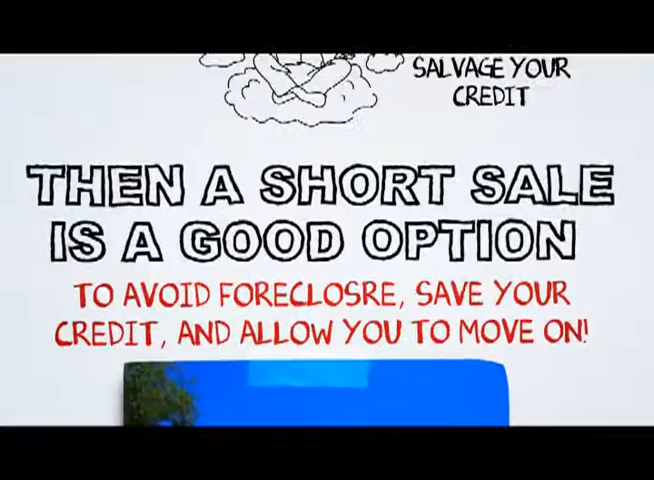 SALVAGE YOUR
CREDIT
THEN A SHORT SALE
IS A GOOD OPTION
TO AVOID FORECLOSRE, SAVE YOUR
CREDIT, AND ALLOW YOU TO MOVE ON!